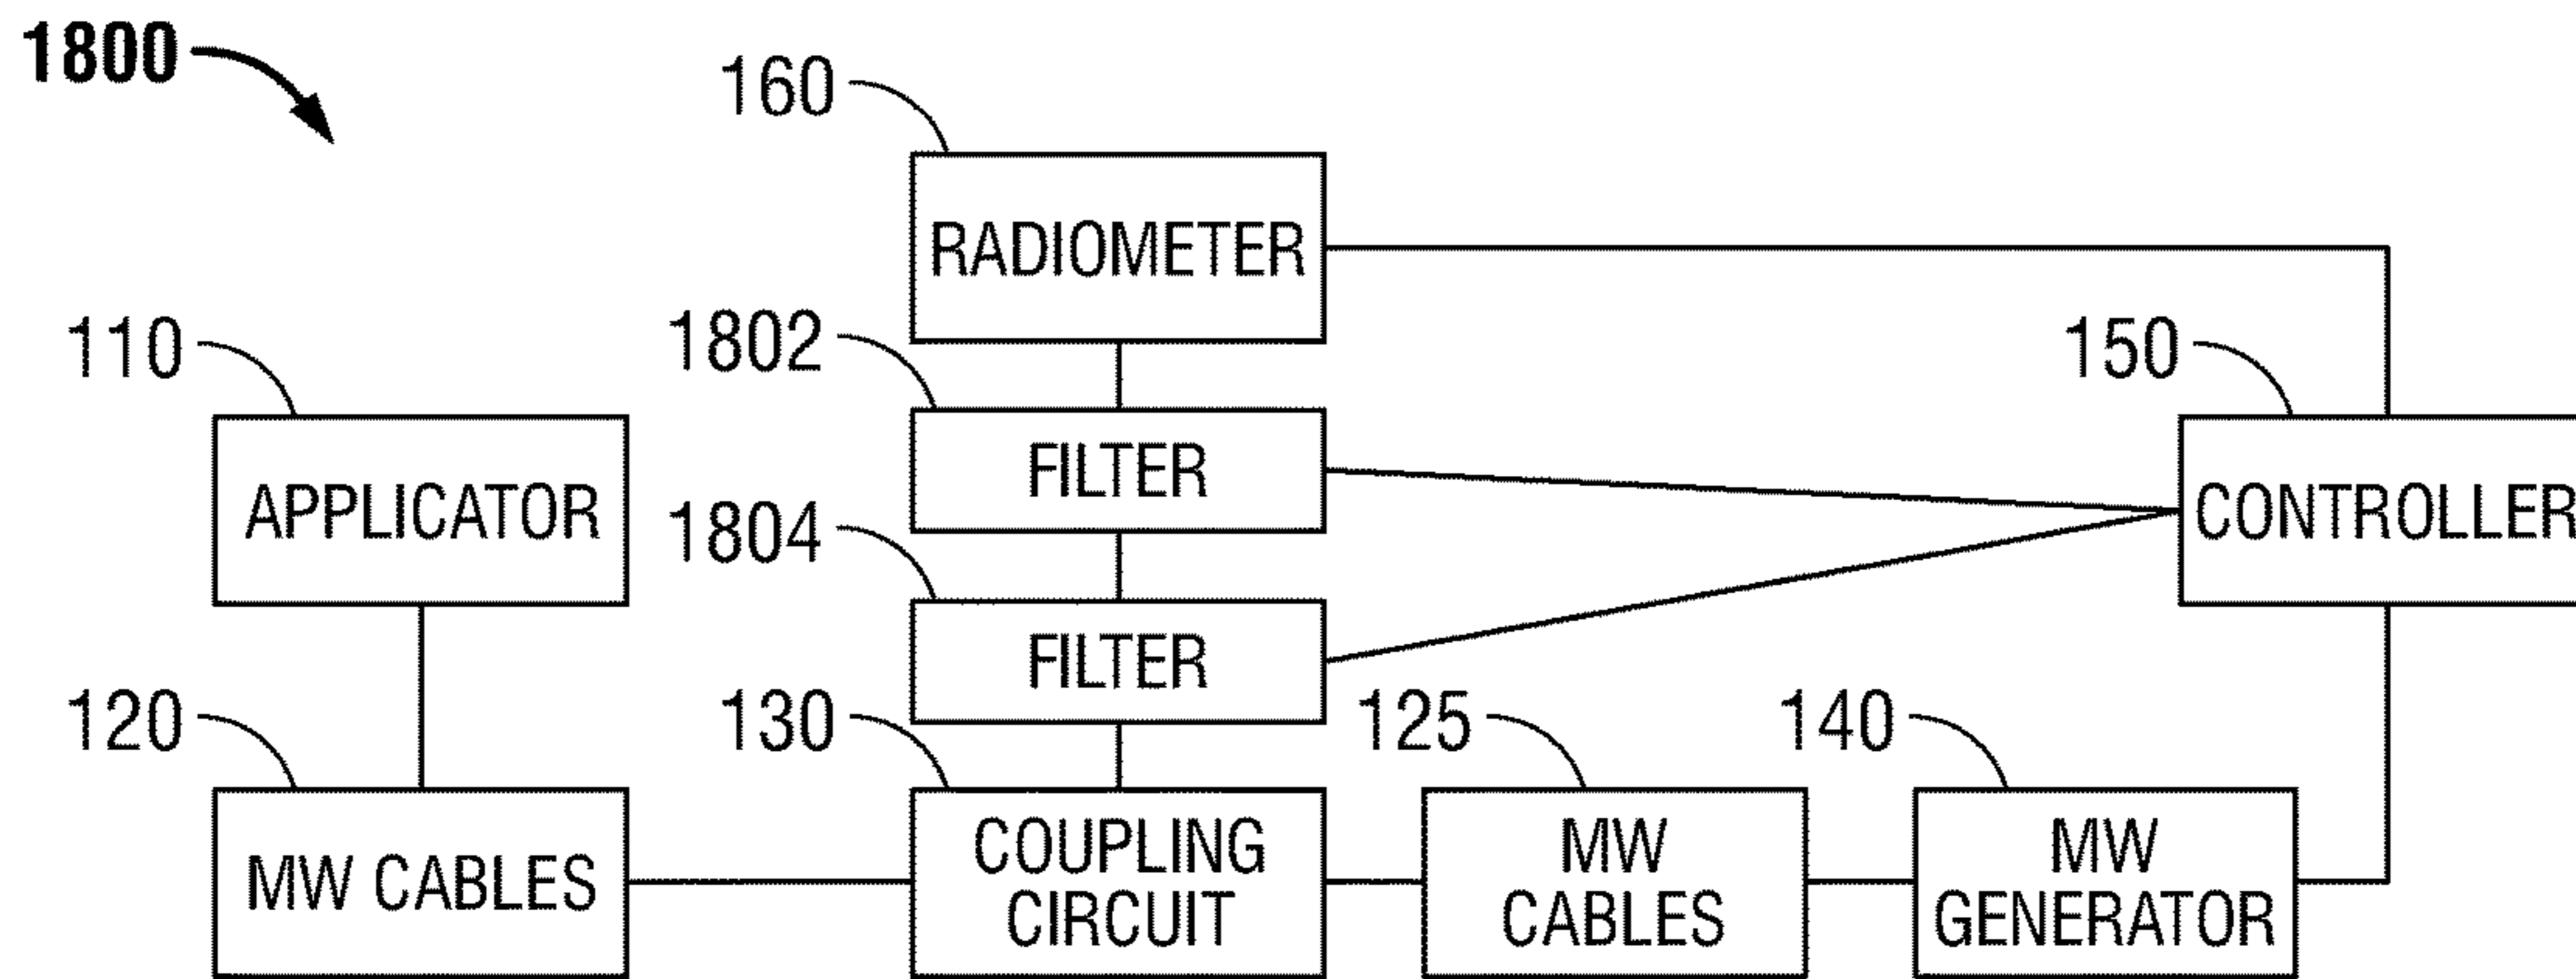 1800
160
RADIOMETER
1802
110
150
FILTER
APPLICATOR
CONTROLLER
1804
FILTER
120
130
125
140
MW CABLES
COUPLING
CIRCUIT
MW
CABLES
MW
GENERATOR